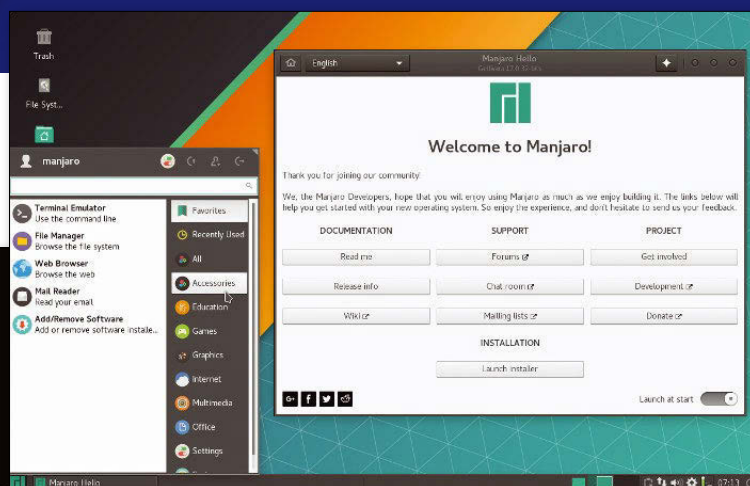 Trash
File Syst...
manjaro
Terminal Emulator
Use the command line
File Manager
Browse the file system
Web Browser
Browse the web
Mail Reader
Read your email
Add/Remove Software
Add or remove software installe...
Favorites
Recently Used
All
Accessories
Education
Games
Graphics
Internet
Multimedia
Office
Settings
English
Manjaro Hello
Welcome to Manjaro!
Thank you for joining our community!
We, the Manjaro Developers, hope that you will enjoy using Manjaro as much as we enjoy building it. The links below will
help you get started with your new operating system. So enjoy the experience, and don't hesitate to send us your feedback.
DOCUMENTATION
SUPPORT
PROJECT
Read me
Forums
Get involved
Release info
Chat room
Development
Wiki
Mailing lists
Donate
INSTALLATION
Launch installer
G+
Launch at start
Manjaro Hello
07:13